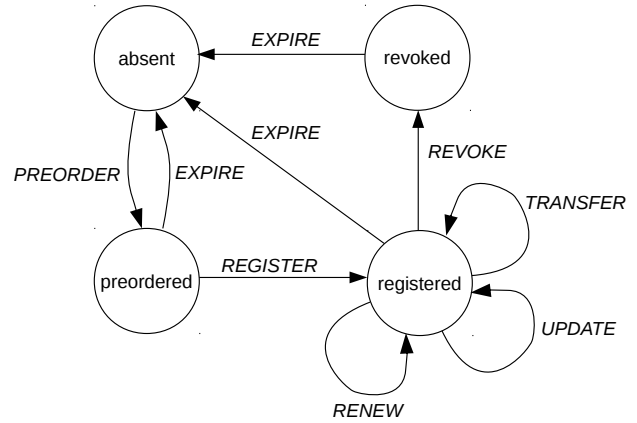 EXPIRE
absent
revoked
EXPIRE
REVOKE
PREORDER
EXPIRE
TRANSFER
REGISTER
preordered
registered
UPDATE
RENEW